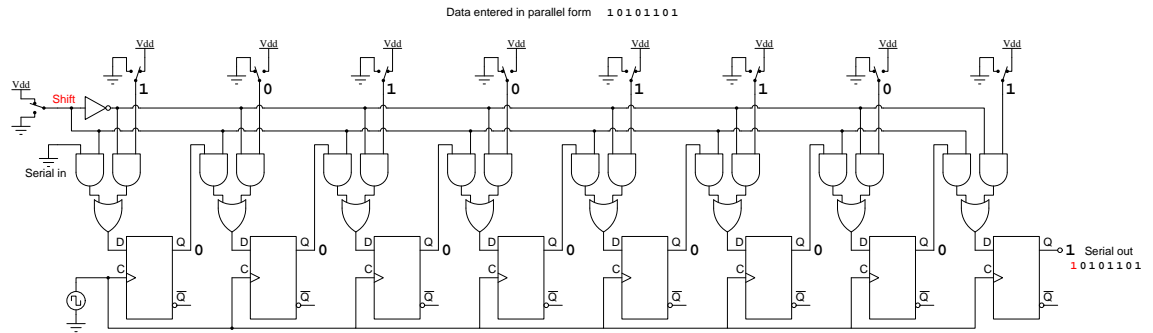 Data entered in parallel form 1 0 1 0 1 1 0 1
Vdd Vdd Vdd Vdd Vdd Vdd Vdd Vdd
Vdd
1 0 1 0 1 1 0 1
Shift
Serial in
D Q D Q D Q D Q D Q D Q D Q D Q
0 0 0 0 0 0 0 1 Serial out
C C C C C C C C
1 0 1 0 1 1 0 1
Q Q Q Q Q Q Q Q